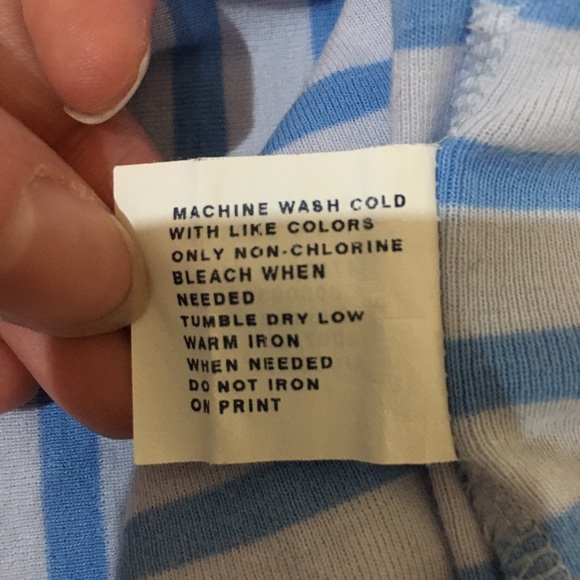 MACHINE WASH COLD
WITH LIKE COLORS
ONLY NON-CHLORINE
BLEACH WHEN
NEEDED
TUMBLE DRY LOW
WARM IRON
WHEN NEEDED
DO NOT IRON
ON PRINT